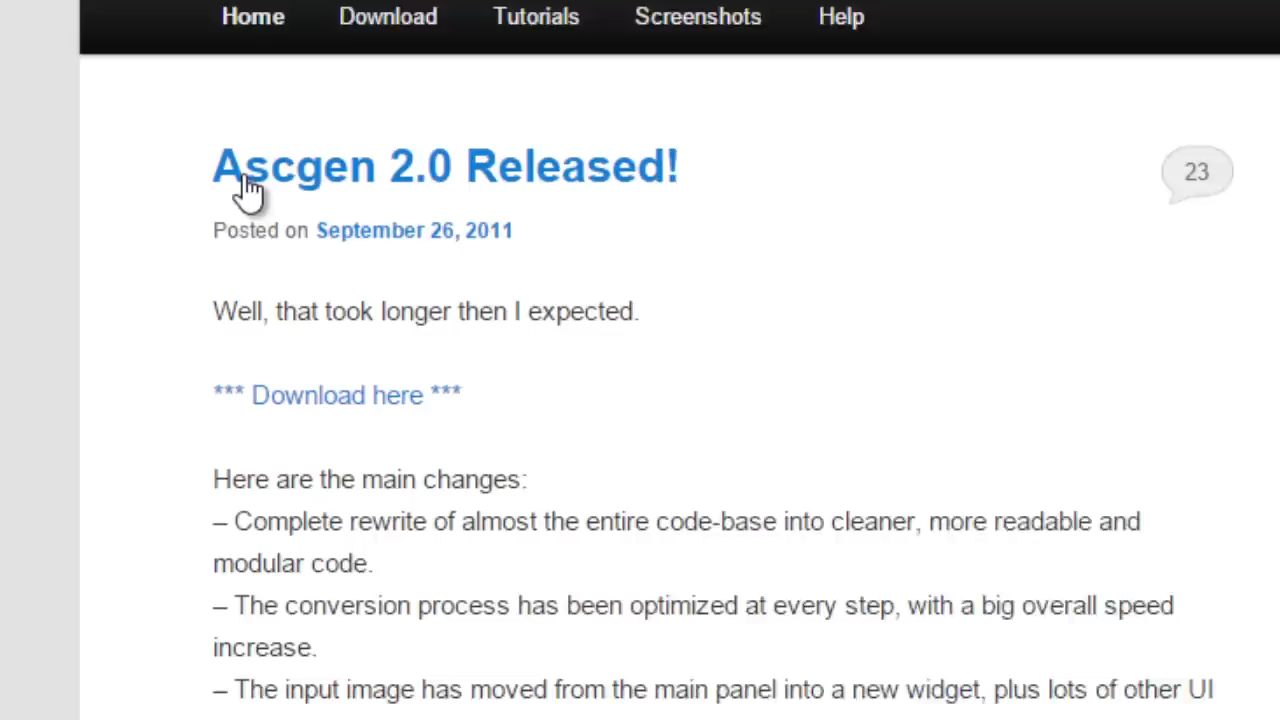 Home Download Tutorials Screenshots Help
Ascgen 2.0 Released!
23
Posted on September 26, 2011
Well, that took longer then I expected.
*** Download here ***
Here are the main changes:
– Complete rewrite of almost the entire code-base into cleaner, more readable and
modular code.
– The conversion process has been optimized at every step, with a big overall speed
increase.
– The input image has moved from the main panel into a new widget, plus lots of other UI